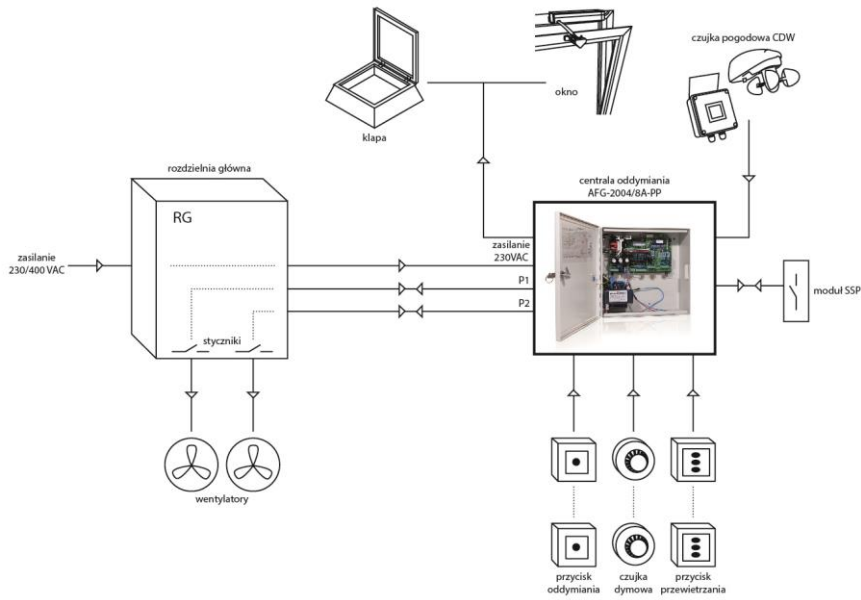 czujka pogodowa CDW
okno
klapa
rozdzielnia główna
centrala oddymiania
AFG-2004/8A-PP
RG
zasilanie
230/400 VAC
zasilanie
230VAC
P1
P2
moduł SSP
styczniki
wentylatory
przycisk
oddymiania
czujka
dymowa
przycisk
przewietrzania